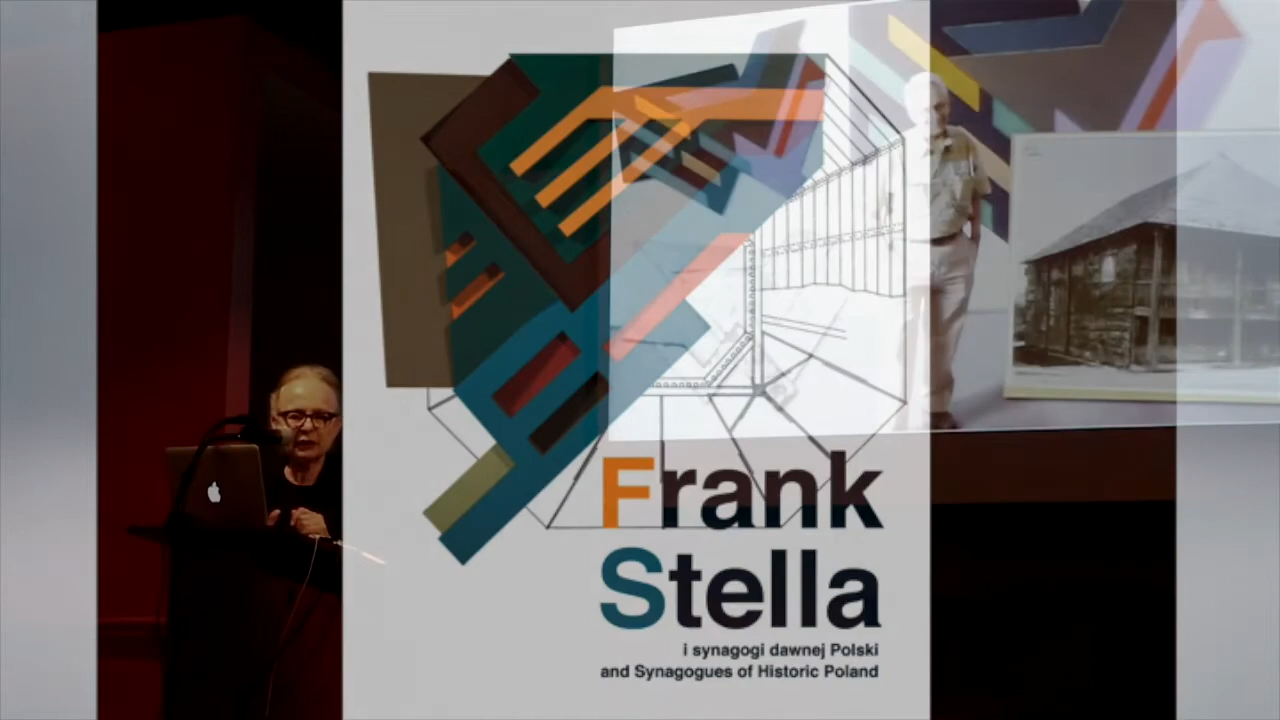 Frank
Stella
i synagogi dawnej Polski
and Synagogues of Historic Poland